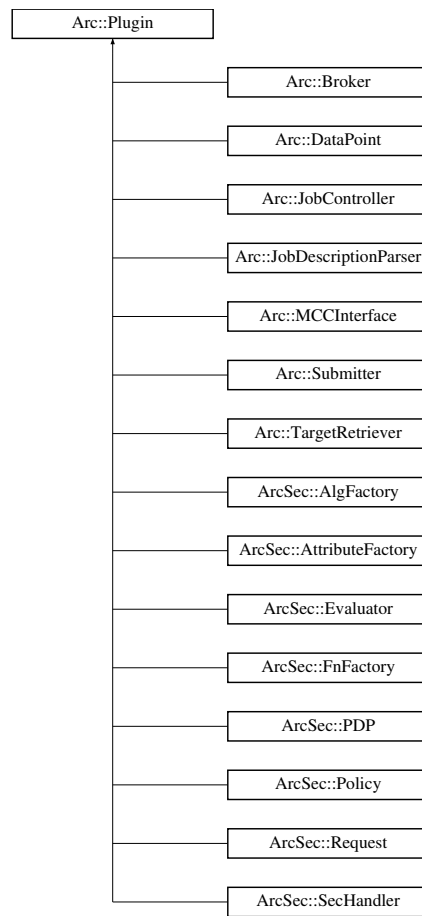 Arc::Plugin
Arc::Broker
Arc::DataPoint
Arc::JobController
Arc::JobDescriptionParser
Arc::MCCInterface
Arc::Submitter
Arc::TargetRetriever
ArcSec::AlgFactory
ArcSec::AttributeFactory
ArcSec::Evaluator
ArcSec::FnFactory
ArcSec::PDP
ArcSec::Policy
ArcSec::Request
ArcSec::SecHandler